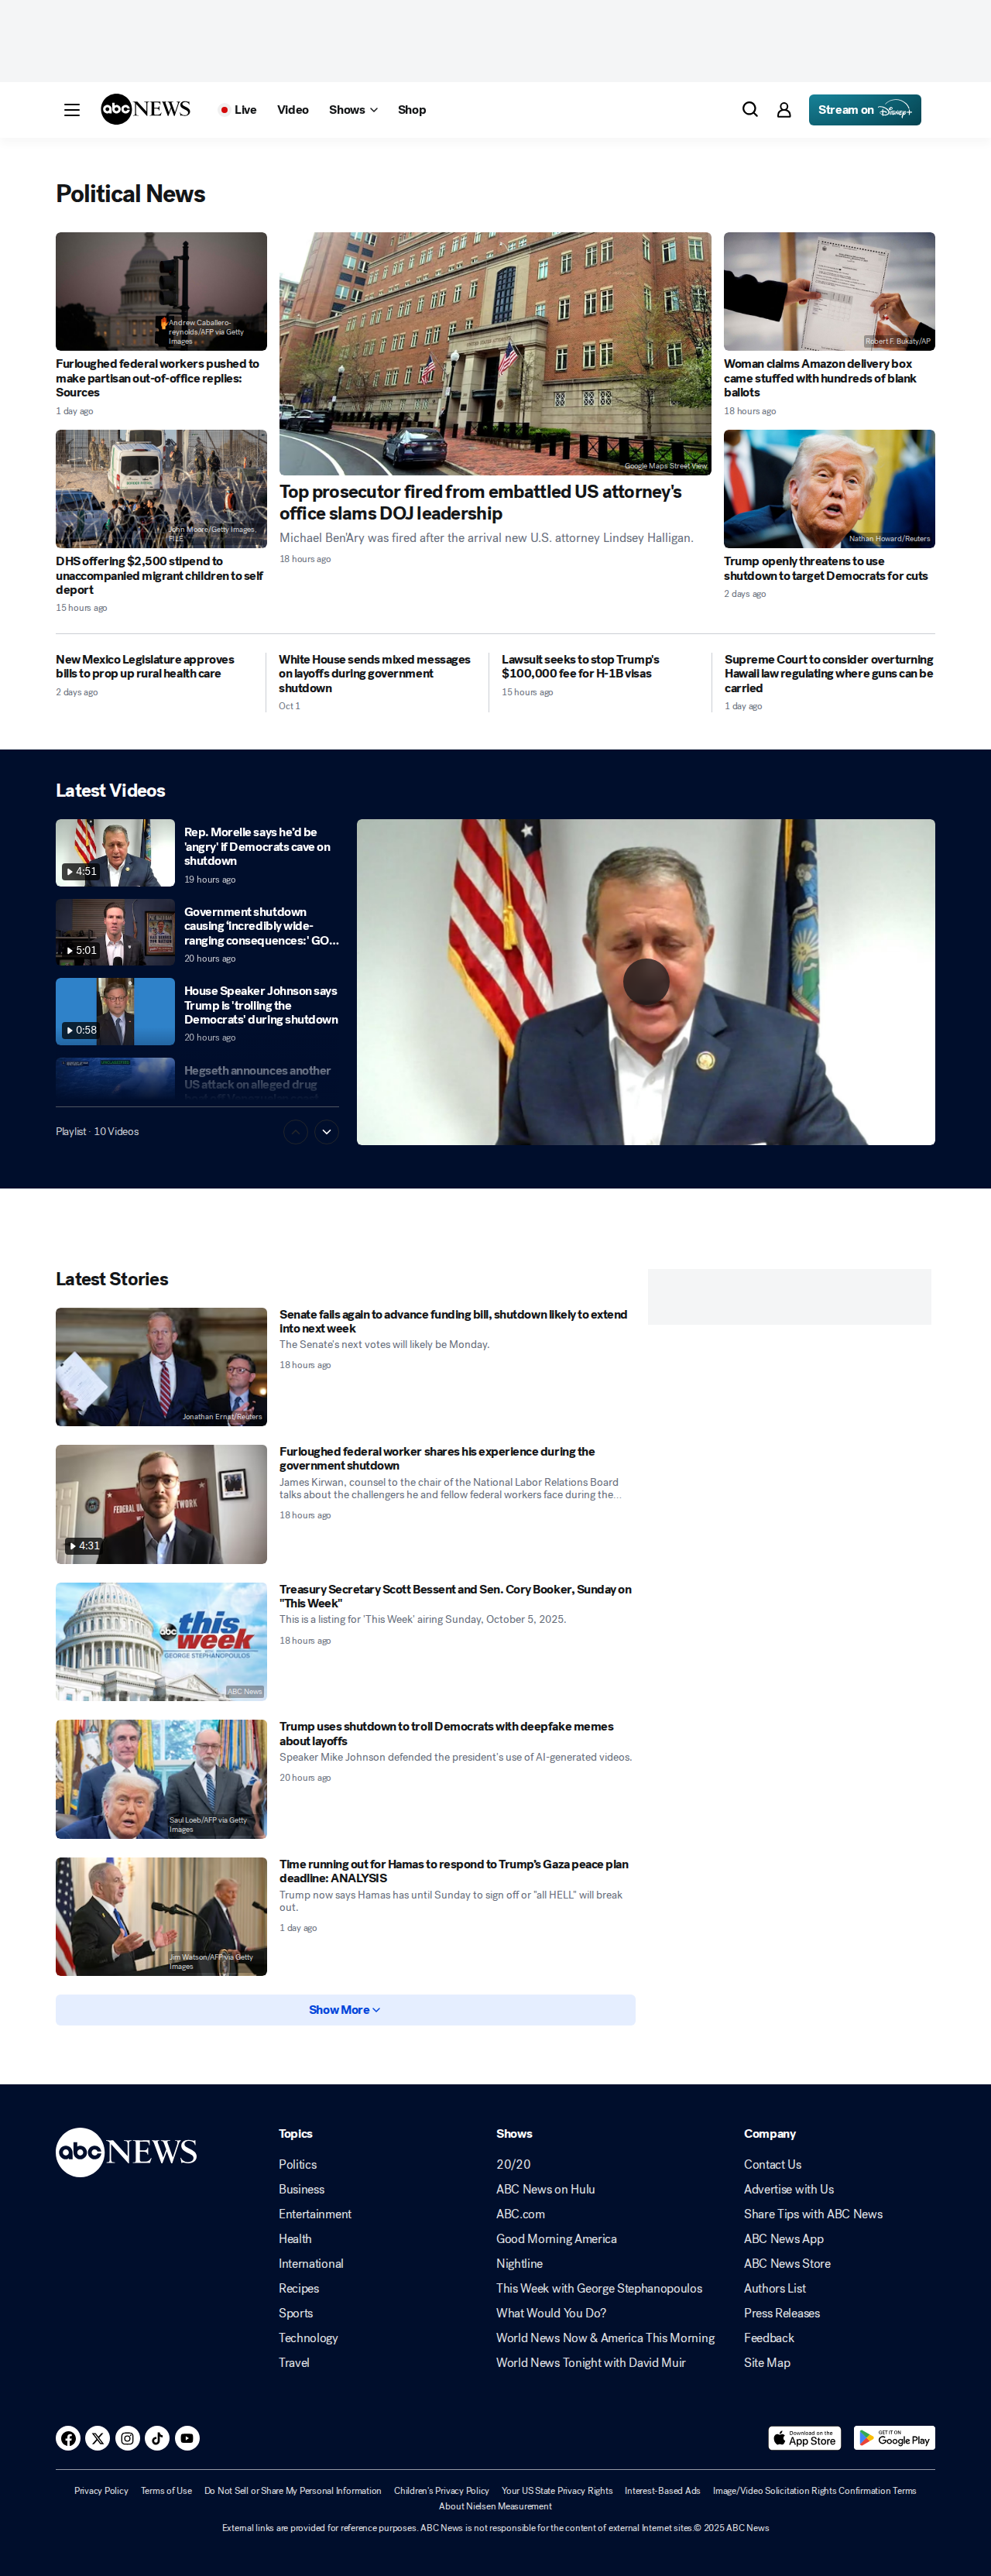 abc NEWS
Live
Video
Shows
Shop
Stream on Disney+
Political News
Andrew Caballero-
reynolds/AFP via Getty
Images
Furloughed federal workers pushed to
make partisan out-of-office replies:
Sources
1 day ago
John Moore/Getty Images,
FILE
DHS offering $2,500 stipend to
unaccompanied migrant children to self
deport
15 hours ago
Google Maps Street View
Top prosecutor fired from embattled US attorney's
office slams DOJ leadership
Michael Ben'Ary was fired after the arrival new U.S. attorney Lindsey Halligan.
18 hours ago
Robert F. Bukaty/AP
Woman claims Amazon delivery box
came stuffed with hundreds of blank
ballots
18 hours ago
Nathan Howard/Reuters
Trump openly threatens to use
shutdown to target Democrats for cuts
2 days ago
New Mexico Legislature approves
bills to prop up rural health care
2 days ago
White House sends mixed messages
on layoffs during government
shutdown
Oct 1
Lawsuit seeks to stop Trump's
$100,000 fee for H-1B visas
15 hours ago
Supreme Court to consider overturning
Hawaii law regulating where guns can be
carried
1 day ago
Latest Videos
4:51
Rep. Morelle says he'd be
'angry' if Democrats cave on
shutdown
19 hours ago
5:01
Government shutdown
causing 'incredibly wide-
ranging consequences:' GO...
20 hours ago
0:58
House Speaker Johnson says
Trump is 'trolling the
Democrats' during shutdown
20 hours ago
Hegseth announces another
US attack on alleged drug
Playlist · 10 Videos
Latest Stories
Jonathan Ernst/Reuters
Senate fails again to advance funding bill, shutdown likely to extend
into next week
The Senate's next votes will likely be Monday.
18 hours ago
4:31
Furloughed federal worker shares his experience during the
government shutdown
James Kirwan, counsel to the chair of the National Labor Relations Board
talks about the challengers he and fellow federal workers face during the...
18 hours ago
abc this
week
GEORGE STEPHANOPOULOS
ABC News
Treasury Secretary Scott Bessent and Sen. Cory Booker, Sunday on
"This Week"
This is a listing for 'This Week' airing Sunday, October 5, 2025.
18 hours ago
Saul Loeb/AFP via Getty
Images
Trump uses shutdown to troll Democrats with deepfake memes
about layoffs
Speaker Mike Johnson defended the president's use of AI-generated videos.
20 hours ago
Jim Watson/AFP via Getty
Images
Time running out for Hamas to respond to Trump's Gaza peace plan
deadline: ANALYSIS
Trump now says Hamas has until Sunday to sign off or "all HELL" will break
out.
1 day ago
Show More
abc NEWS
Topics
Politics
Business
Entertainment
Health
International
Recipes
Sports
Technology
Travel
Shows
20/20
ABC News on Hulu
ABC.com
Good Morning America
Nightline
This Week with George Stephanopoulos
What Would You Do?
World News Now & America This Morning
World News Tonight with David Muir
Company
Contact Us
Advertise with Us
Share Tips with ABC News
ABC News App
ABC News Store
Authors List
Press Releases
Feedback
Site Map
Download on the
App Store
GET IT ON
Google Play
Privacy Policy Terms of Use Do Not Sell or Share My Personal Information Children's Privacy Policy Your US State Privacy Rights Interest-Based Ads Image/Video Solicitation Rights Confirmation Terms
About Nielsen Measurement
External links are provided for reference purposes. ABC News is not responsible for the content of external Internet sites.© 2025 ABC News